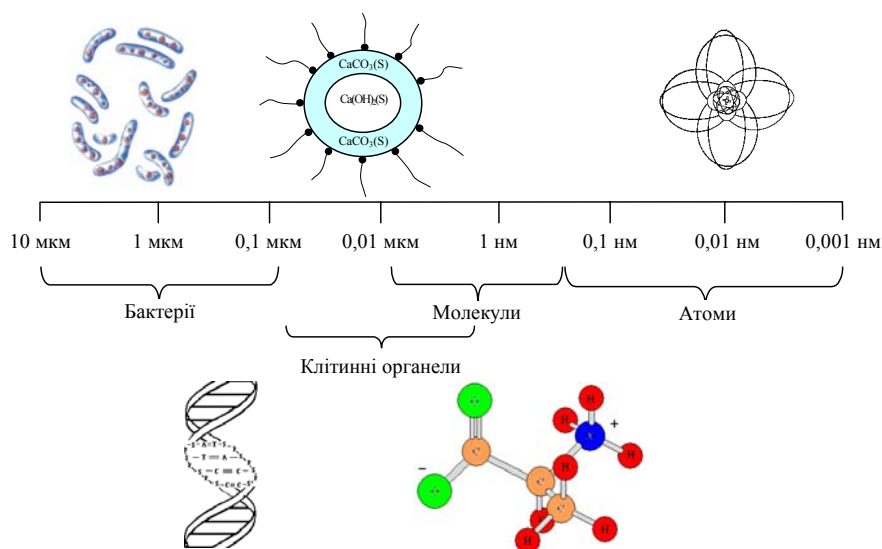 CaCO3(S)
Ca(OH)2(S)
CaCO3(S)
10 мкм 1 мкм 0,1 мкм 0,01 мкм 1 нм 0,1 нм 0,01 нм 0,001 нм
Бактерії Молекули Атоми
Клітинні органели
S A T S
T A
S C C
S C C S
H
H + 
H
C H
− C
C
H H